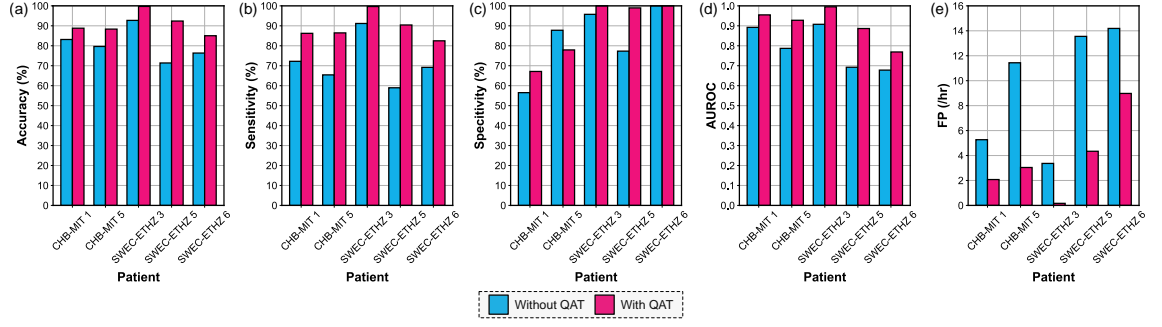 (a)
Accuracy (%)
100
90
80
70
60
50
40
30
20
10
0
CHB-MIT 1
CHB-MIT 5
SWEC-ETHZ 3
SWEC-ETHZ 5
SWEC-ETHZ 6
Patient
(b)
Sensitivity (%)
100
90
80
70
60
50
40
30
20
10
0
CHB-MIT 1
CHB-MIT 5
SWEC-ETHZ 3
SWEC-ETHZ 5
SWEC-ETHZ 6
Patient
(c)
Specitivity (%)
100
90
80
70
60
50
40
30
20
10
0
CHB-MIT 1
CHB-MIT 5
SWEC-ETHZ 3
SWEC-ETHZ 5
SWEC-ETHZ 6
Patient
(d)
AUROC
1.0
0.9
0.8
0.7
0.6
0.5
0.4
0.3
0.2
0.1
0.0
CHB-MIT 1
CHB-MIT 5
SWEC-ETHZ 3
SWEC-ETHZ 5
SWEC-ETHZ 6
Patient
(e)
FP (/hr)
16
14
12
10
8
6
4
2
0
CHB-MIT 1
CHB-MIT 5
SWEC-ETHZ 3
SWEC-ETHZ 5
SWEC-ETHZ 6
Patient
Without QAT
With QAT